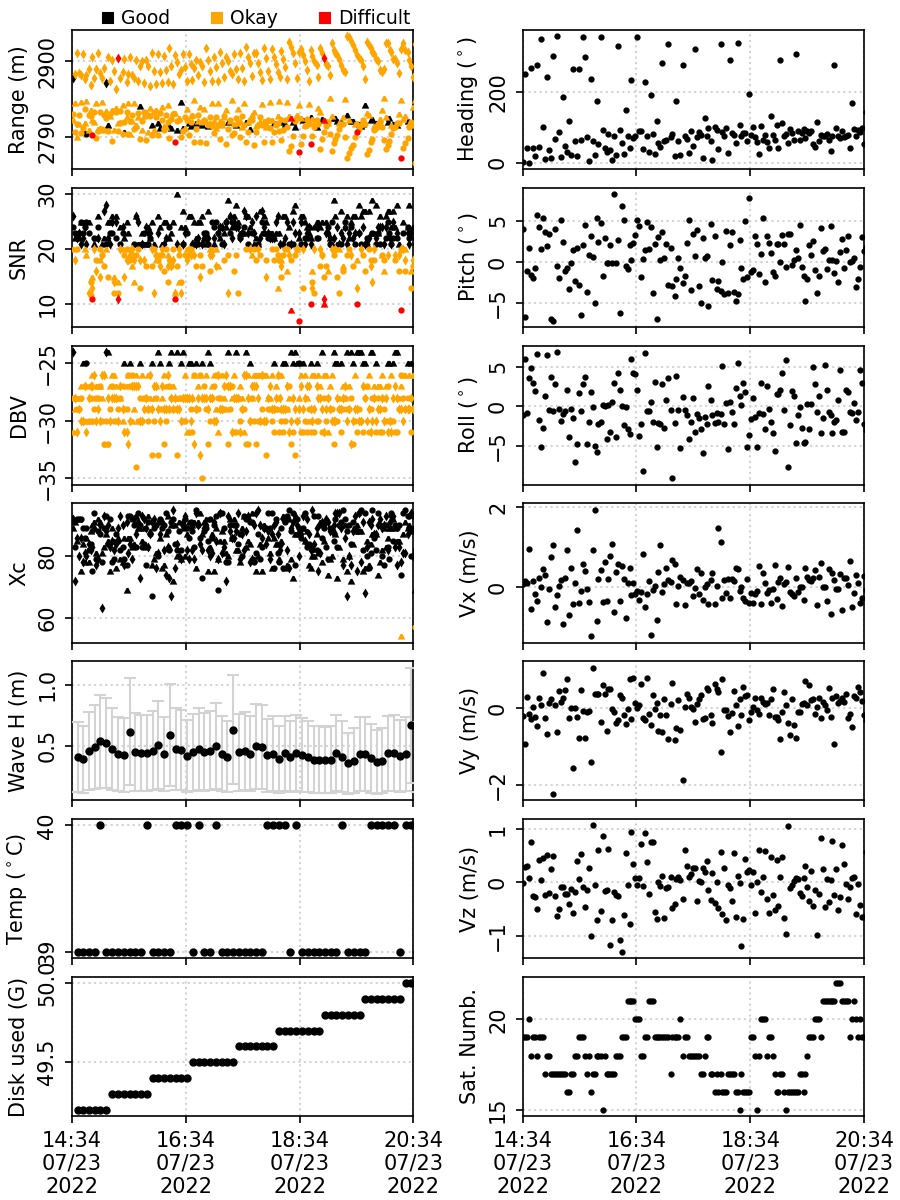 Good Okay Difficult
Range (m)
2900
2790
Heading (°)
200
0
SNR
30
20
10
Pitch (°)
5
0
−5
DBV
−25
−30
−35
Roll (°)
5
0
−5
Xc
80
60
Vx (m/s)
2
0
Wave H (m)
1.0
0.5
Vy (m/s)
0
−2
Temp (°C)
40
39
Vz (m/s)
1
0
−1
Disk used (G)
50.0
49.5
Sat. Numb.
20
15
14:34 16:34 18:34 20:34
07/23 07/23 07/23 07/23
2022 2022 2022 2022
14:34 16:34 18:34 20:34
07/23 07/23 07/23 07/23
2022 2022 2022 2022